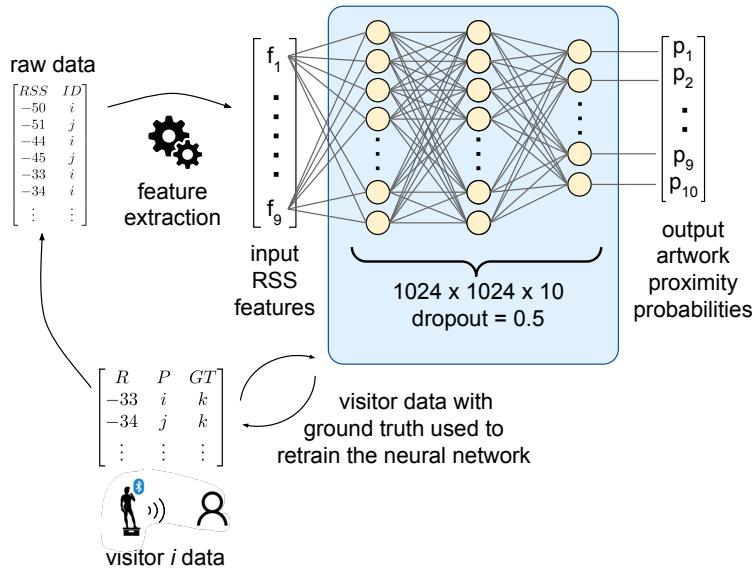 raw data
RSS ID
−50 i
−51 j
−44 i
−45 j
−33 i
−34 i
⋮ ⋮
feature
extraction
f1
f9
input
RSS
features
1024 x 1024 x 10
dropout = 0.5
p1
p2
p9
p10
output
artwork
proximity
probabilities
R P GT
−33 i k
−34 j k
⋮ ⋮ ⋮
visitor i data
visitor data with
ground truth used to
retrain the neural network